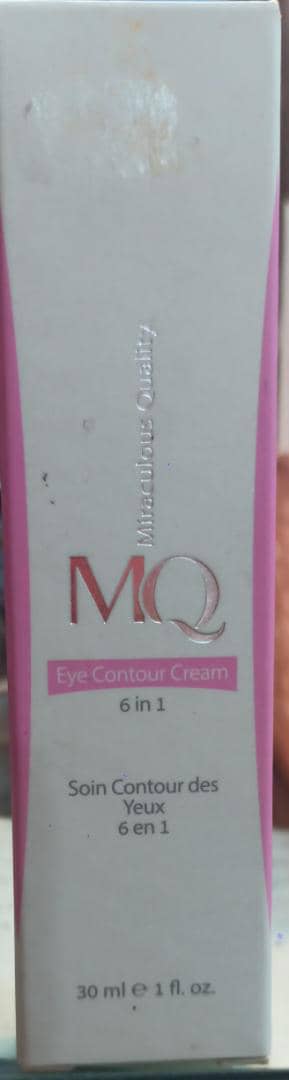 Miraculous Quality
MQ
Eye Contour Cream
6 in 1
Soin Contour des
Yeux
6 en 1
30 ml ℮ 1 fl. oz.